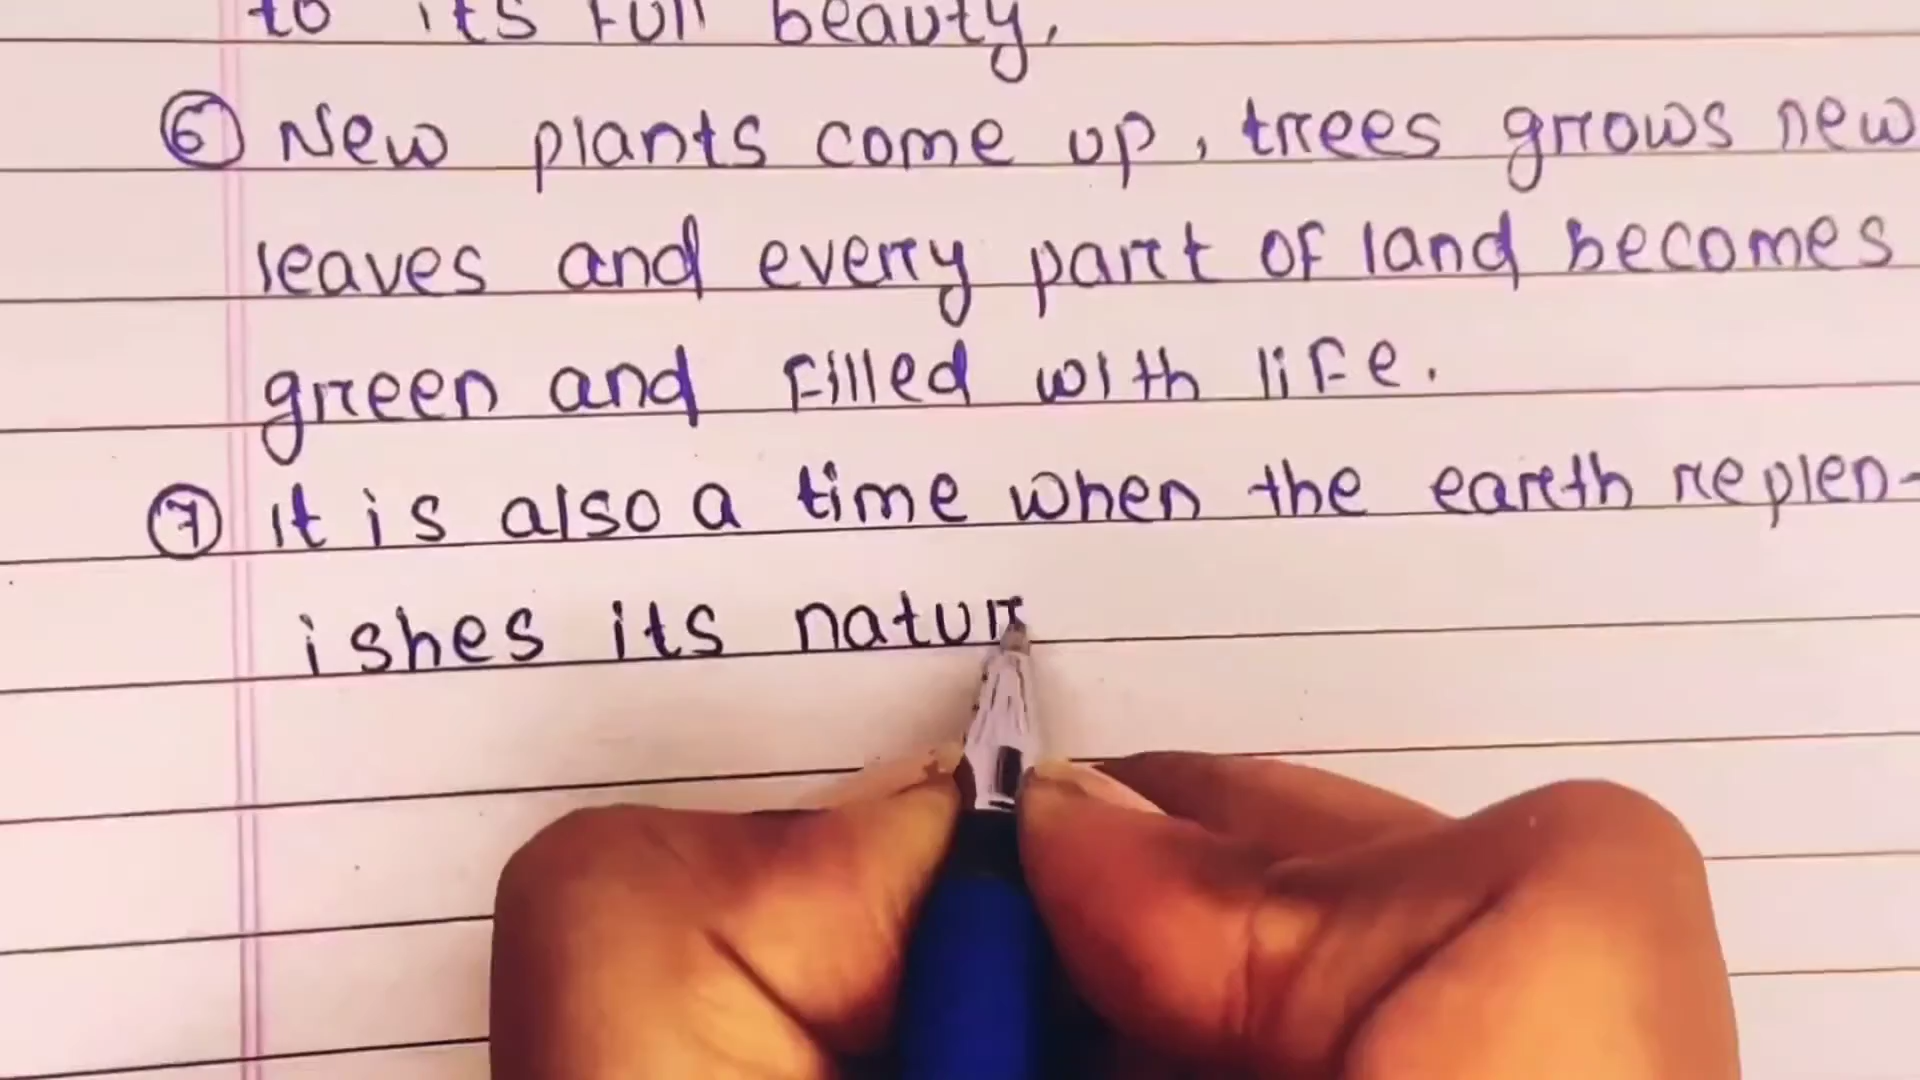 to its full beauty.
⑥ New plants come up, trees grows new
leaves and every part of land becomes
green and filled with life.
⑦ It is also a time when the earth replen-
ishes its natur